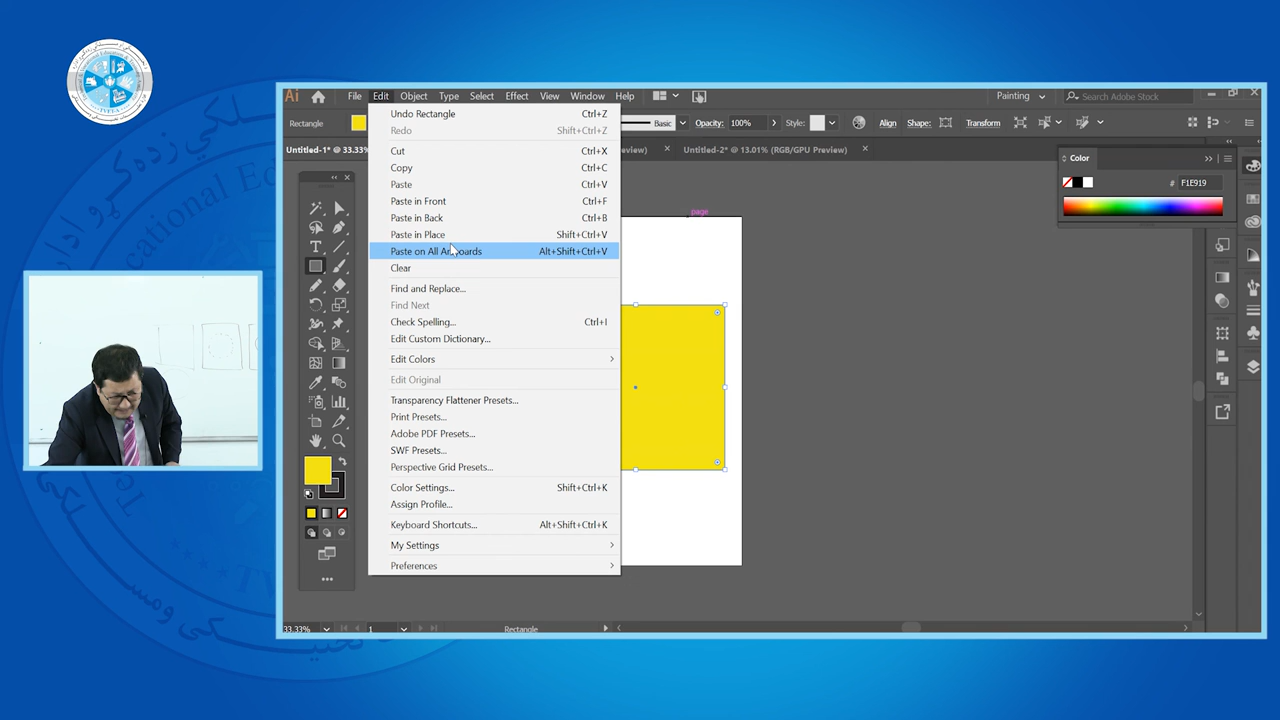 Ai
File Edit Object Type Select Effect View Window Help
Painting
Search Adobe Stock
Rectangle
Basic
Opacity: 100%
Style:
Align
Shape:
Transform
Untitled-1* @ 33.33%
review)
Untitled-2* @ 13.01% (RGB/GPU Preview)
Undo Rectangle Ctrl+Z
Redo Shift+Ctrl+Z
Cut Ctrl+X
Copy Ctrl+C
Paste Ctrl+V
Paste in Front Ctrl+F
Paste in Back Ctrl+B
Paste in Place Shift+Ctrl+V
Paste on All Artboards Alt+Shift+Ctrl+V
Clear
Find and Replace...
Find Next
Check Spelling... Ctrl+I
Edit Custom Dictionary...
Edit Colors
Edit Original
Transparency Flattener Presets...
Print Presets...
Adobe PDF Presets...
SWF Presets...
Perspective Grid Presets...
Color Settings... Shift+Ctrl+K
Assign Profile...
Keyboard Shortcuts... Alt+Shift+Ctrl+K
My Settings
Preferences
page
Color
# F1E919
33.33%
1
Rectangle